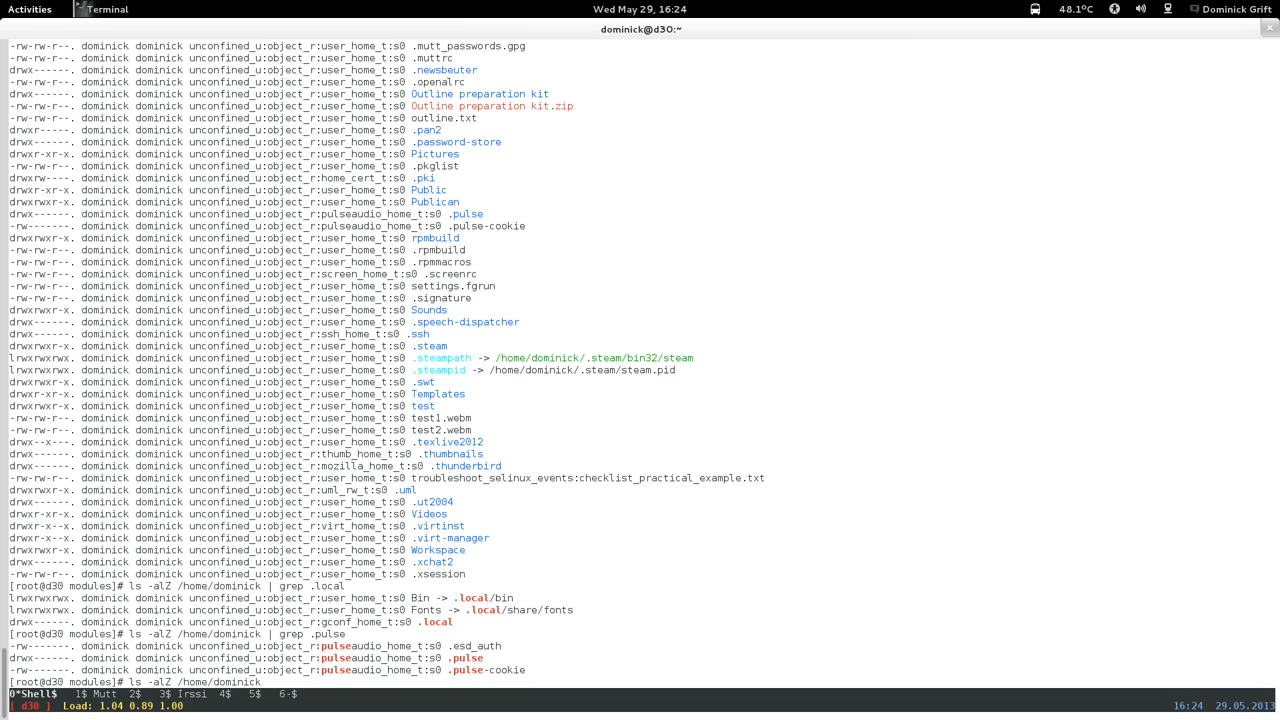 Activities Terminal Wed May 29, 16:24 48.1°C Dominick Grift
dominick@d30:~
-rw-rw-r--. dominick dominick unconfined_u:object_r:user_home_t:s0 .mutt_passwords.gpg
-rw-rw-r--. dominick dominick unconfined_u:object_r:user_home_t:s0 .muttrc
drwx------. dominick dominick unconfined_u:object_r:user_home_t:s0 .newsbeuter
-rw-rw-r--. dominick dominick unconfined_u:object_r:user_home_t:s0 .openalrc
drwx------. dominick dominick unconfined_u:object_r:user_home_t:s0 Outline preparation kit
-rw-rw-r--. dominick dominick unconfined_u:object_r:user_home_t:s0 Outline preparation kit.zip
-rw-rw-r--. dominick dominick unconfined_u:object_r:user_home_t:s0 outline.txt
drwxr-----. dominick dominick unconfined_u:object_r:user_home_t:s0 .pan2
drwx------. dominick dominick unconfined_u:object_r:user_home_t:s0 .password-store
drwxr-xr-x. dominick dominick unconfined_u:object_r:user_home_t:s0 Pictures
-rw-rw-r--. dominick dominick unconfined_u:object_r:user_home_t:s0 .pkglist
drwxrw----. dominick dominick unconfined_u:object_r:home_cert_t:s0 .pki
drwxr-xr-x. dominick dominick unconfined_u:object_r:user_home_t:s0 Public
drwxrwxr-x. dominick dominick unconfined_u:object_r:user_home_t:s0 Publican
drwx------. dominick dominick unconfined_u:object_r:pulseaudio_home_t:s0 .pulse
-rw-------. dominick dominick unconfined_u:object_r:pulseaudio_home_t:s0 .pulse-cookie
drwxrwxr-x. dominick dominick unconfined_u:object_r:user_home_t:s0 rpmbuild
-rw-rw-r--. dominick dominick unconfined_u:object_r:user_home_t:s0 .rpmbuild
-rw-rw-r--. dominick dominick unconfined_u:object_r:user_home_t:s0 .rpmmacros
-rw-rw-r--. dominick dominick unconfined_u:object_r:screen_home_t:s0 .screenrc
-rw-rw-r--. dominick dominick unconfined_u:object_r:user_home_t:s0 settings.fgrun
-rw-rw-r--. dominick dominick unconfined_u:object_r:user_home_t:s0 .signature
drwxrwxr-x. dominick dominick unconfined_u:object_r:user_home_t:s0 Sounds
drwx------. dominick dominick unconfined_u:object_r:user_home_t:s0 .speech-dispatcher
drwx------. dominick dominick unconfined_u:object_r:ssh_home_t:s0 .ssh
drwxrwxr-x. dominick dominick unconfined_u:object_r:user_home_t:s0 .steam
lrwxrwxrwx. dominick dominick unconfined_u:object_r:user_home_t:s0 .steampath -> /home/dominick/.steam/bin32/steam
lrwxrwxrwx. dominick dominick unconfined_u:object_r:user_home_t:s0 .steampid -> /home/dominick/.steam/steam.pid
drwxrwxr-x. dominick dominick unconfined_u:object_r:user_home_t:s0 .swt
drwxr-xr-x. dominick dominick unconfined_u:object_r:user_home_t:s0 Templates
drwxrwxr-x. dominick dominick unconfined_u:object_r:user_home_t:s0 test
-rw-rw-r--. dominick dominick unconfined_u:object_r:user_home_t:s0 test1.webm
-rw-rw-r--. dominick dominick unconfined_u:object_r:user_home_t:s0 test2.webm
drwx--x---. dominick dominick unconfined_u:object_r:user_home_t:s0 .texlive2012
drwx------. dominick dominick unconfined_u:object_r:thumb_home_t:s0 .thumbnails
drwx------. dominick dominick unconfined_u:object_r:mozilla_home_t:s0 .thunderbird
-rw-rw-r--. dominick dominick unconfined_u:object_r:user_home_t:s0 troubleshoot_selinux_events:checklist_practical_example.txt
drwxrwxr-x. dominick dominick unconfined_u:object_r:uml_rw_t:s0 .uml
drwx------. dominick dominick unconfined_u:object_r:user_home_t:s0 .ut2004
drwxr-xr-x. dominick dominick unconfined_u:object_r:user_home_t:s0 Videos
drwxr-x--x. dominick dominick unconfined_u:object_r:virt_home_t:s0 .virtinst
drwxr-x--x. dominick dominick unconfined_u:object_r:user_home_t:s0 .virt-manager
drwxrwxr-x. dominick dominick unconfined_u:object_r:user_home_t:s0 Workspace
drwx------. dominick dominick unconfined_u:object_r:user_home_t:s0 .xchat2
-rw-rw-r--. dominick dominick unconfined_u:object_r:user_home_t:s0 .xsession
[root@d30 modules]# ls -alZ /home/dominick | grep .local
lrwxrwxrwx. dominick dominick unconfined_u:object_r:user_home_t:s0 Bin -> .local/bin
lrwxrwxrwx. dominick dominick unconfined_u:object_r:user_home_t:s0 Fonts -> .local/share/fonts
drwx------. dominick dominick unconfined_u:object_r:gconf_home_t:s0 .local
[root@d30 modules]# ls -alZ /home/dominick | grep .pulse
-rw-------. dominick dominick unconfined_u:object_r:pulseaudio_home_t:s0 .esd_auth
drwx------. dominick dominick unconfined_u:object_r:pulseaudio_home_t:s0 .pulse
-rw-------. dominick dominick unconfined_u:object_r:pulseaudio_home_t:s0 .pulse-cookie
[root@d30 modules]# ls -alZ /home/dominick
0*Shell$ 1$ Mutt 2$ 3$ Irssi 4$ 5$ 6-$
[ d30 ] Load: 1.04 0.89 1.00 16:24 29.05.2013